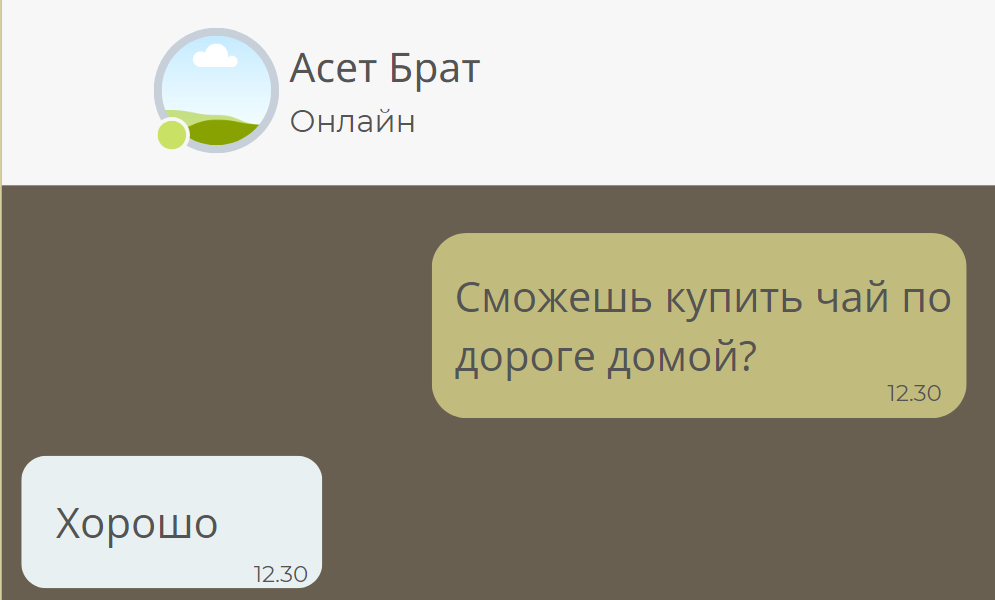 Асет Брат
Онлайн
Сможешь купить чай по
дороге домой?
12.30
Хорошо
12.30